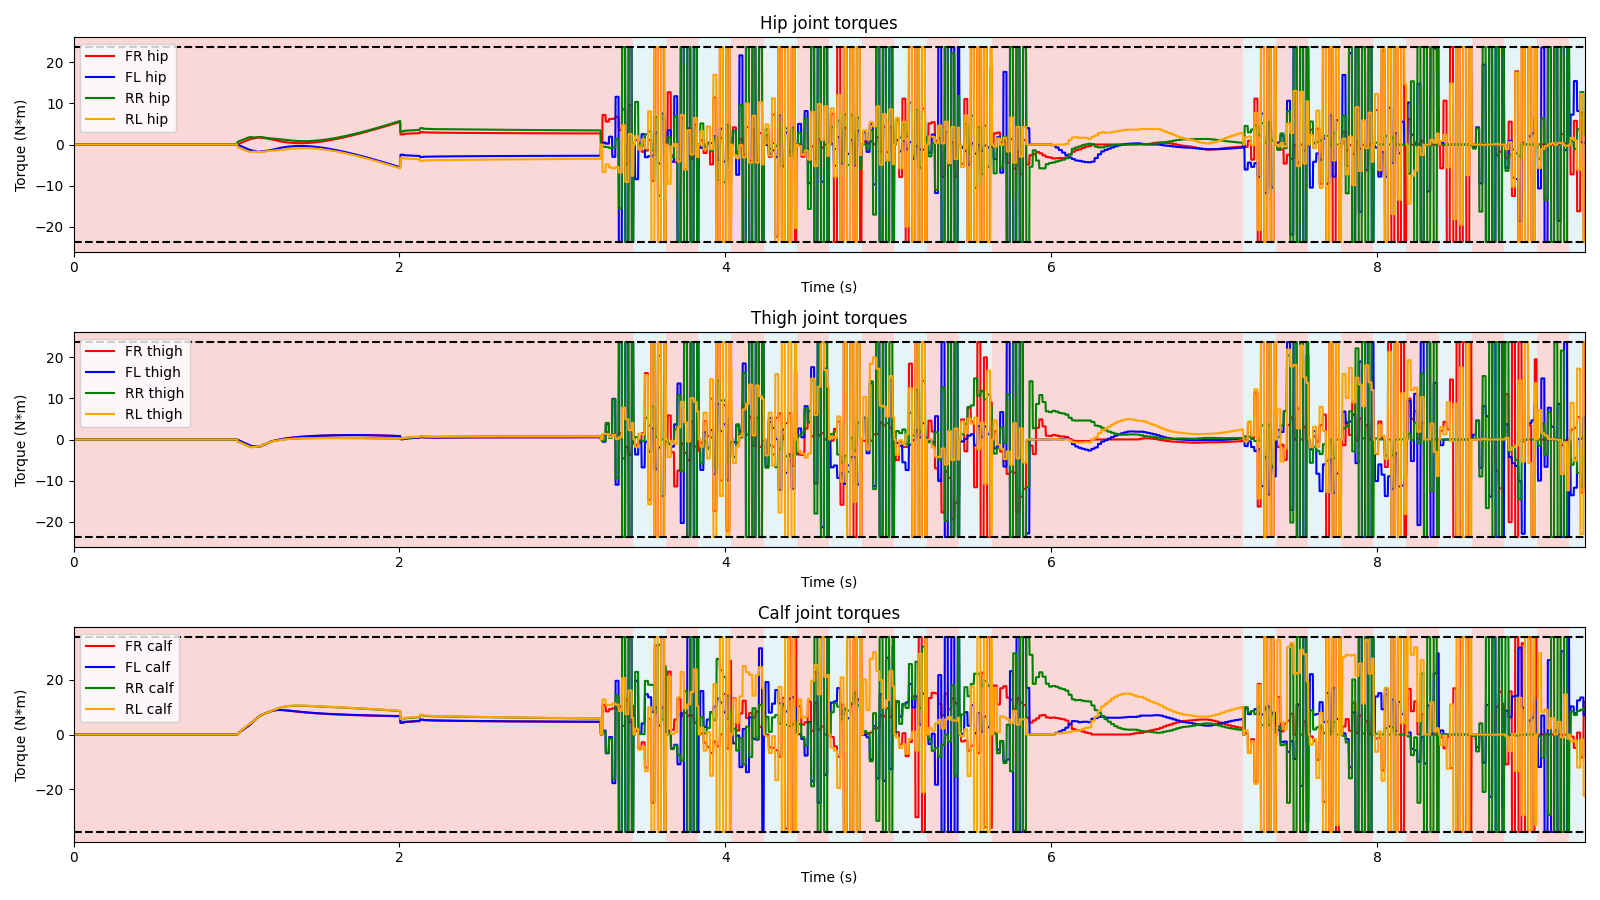 Hip joint torques
Torque (N*m)
20
10
0
−10
−20
FR hip
FL hip
RR hip
RL hip
0
2
4
6
8
Time (s)
Thigh joint torques
Torque (N*m)
20
10
0
−10
−20
FR thigh
FL thigh
RR thigh
RL thigh
0
2
4
6
8
Time (s)
Calf joint torques
Torque (N*m)
20
0
−20
FR calf
FL calf
RR calf
RL calf
0
2
4
6
8
Time (s)